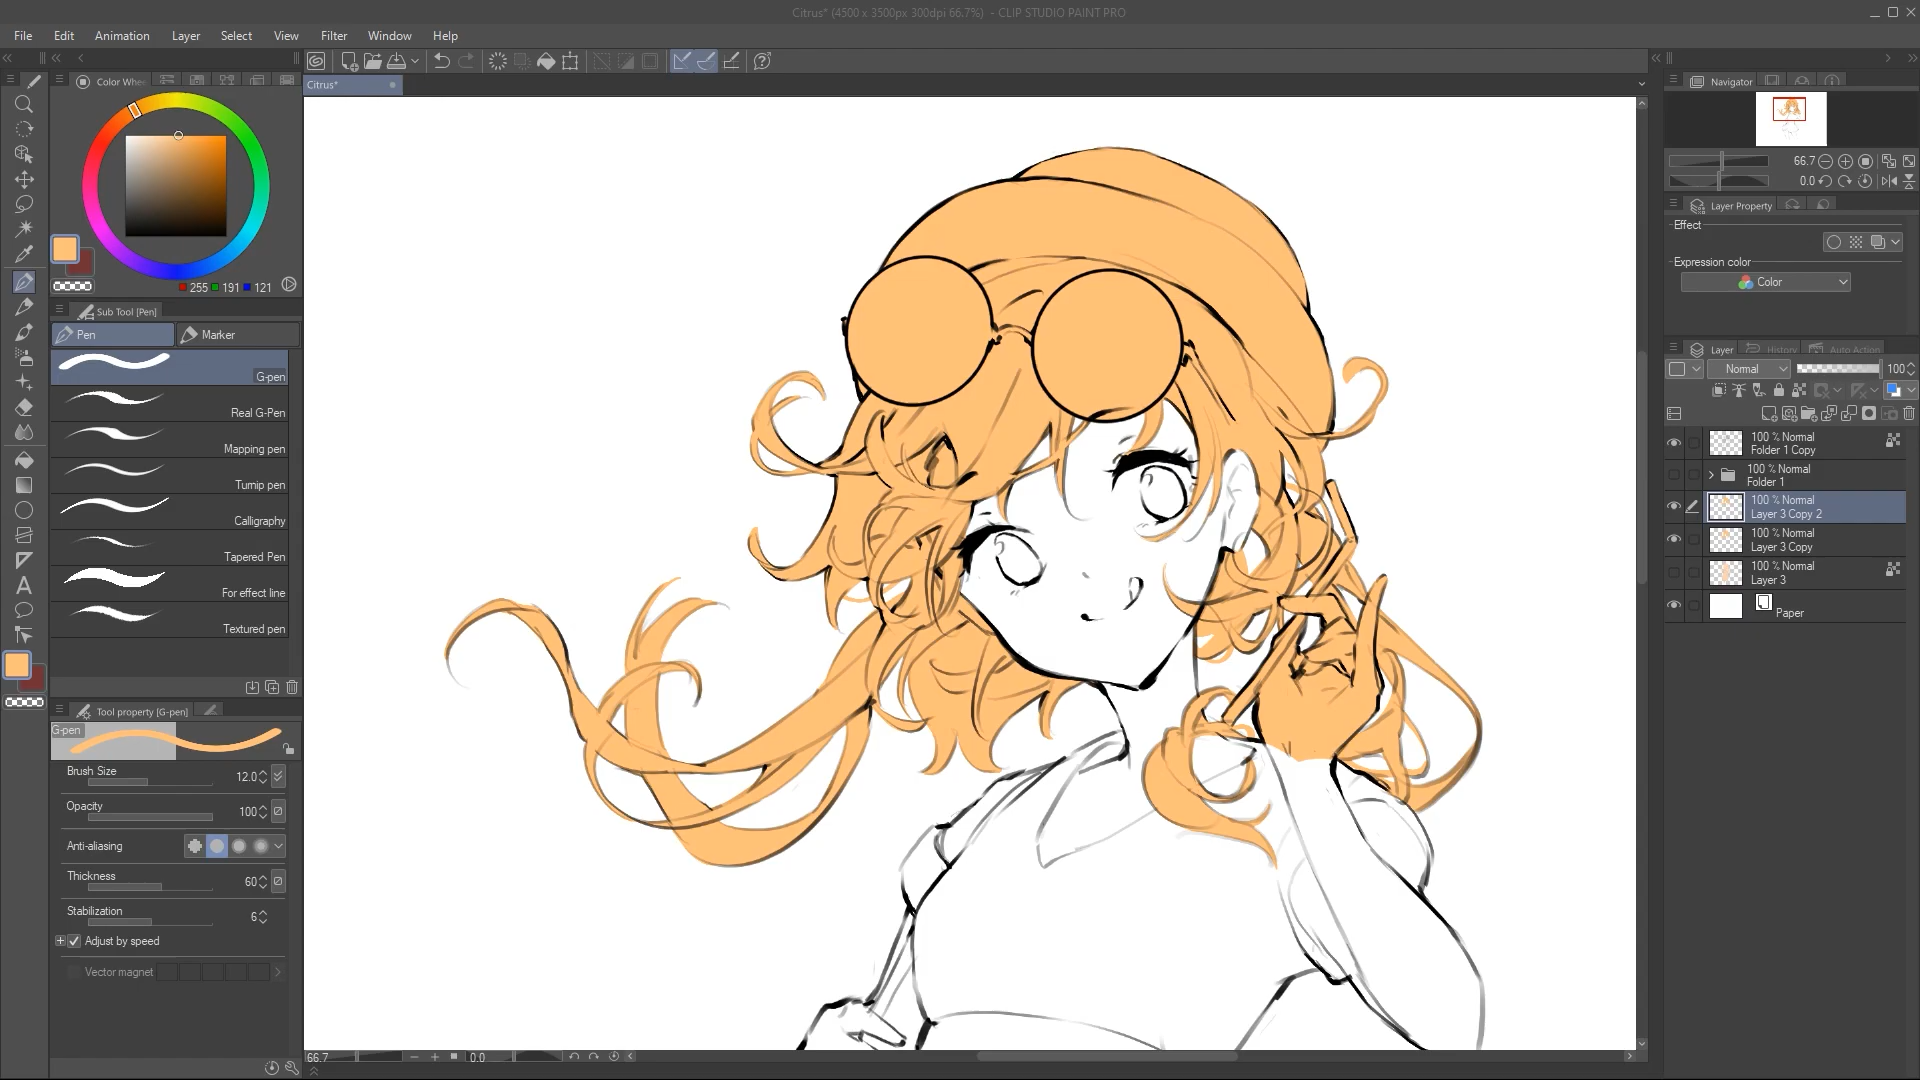 Citrus* (4500 x 3500px 300dpi 66.7%) - CLIP STUDIO PAINT PRO
File Edit Animation Layer Select View Filter Window Help
Color Whe
Citrus*
255 191 121
Sub Tool [Pen]
Pen Marker
G-pen
Real G-Pen
Mapping pen
Turnip pen
Calligraphy
Tapered Pen
For effect line
Textured pen
Tool property [G-pen]
G-pen
Brush Size 12.0
Opacity 100
Anti-aliasing
Thickness 60
Stabilization 6
Adjust by speed
Vector magnet
66.7 0.0
Navigator
66.7
0.0
Layer Property
Effect
Expression color
Color
Layer History Auto Action
Normal 100
100 % Normal
Folder 1 Copy
100 % Normal
Folder 1
100 % Normal
Layer 3 Copy 2
100 % Normal
Layer 3 Copy
100 % Normal
Layer 3
Paper